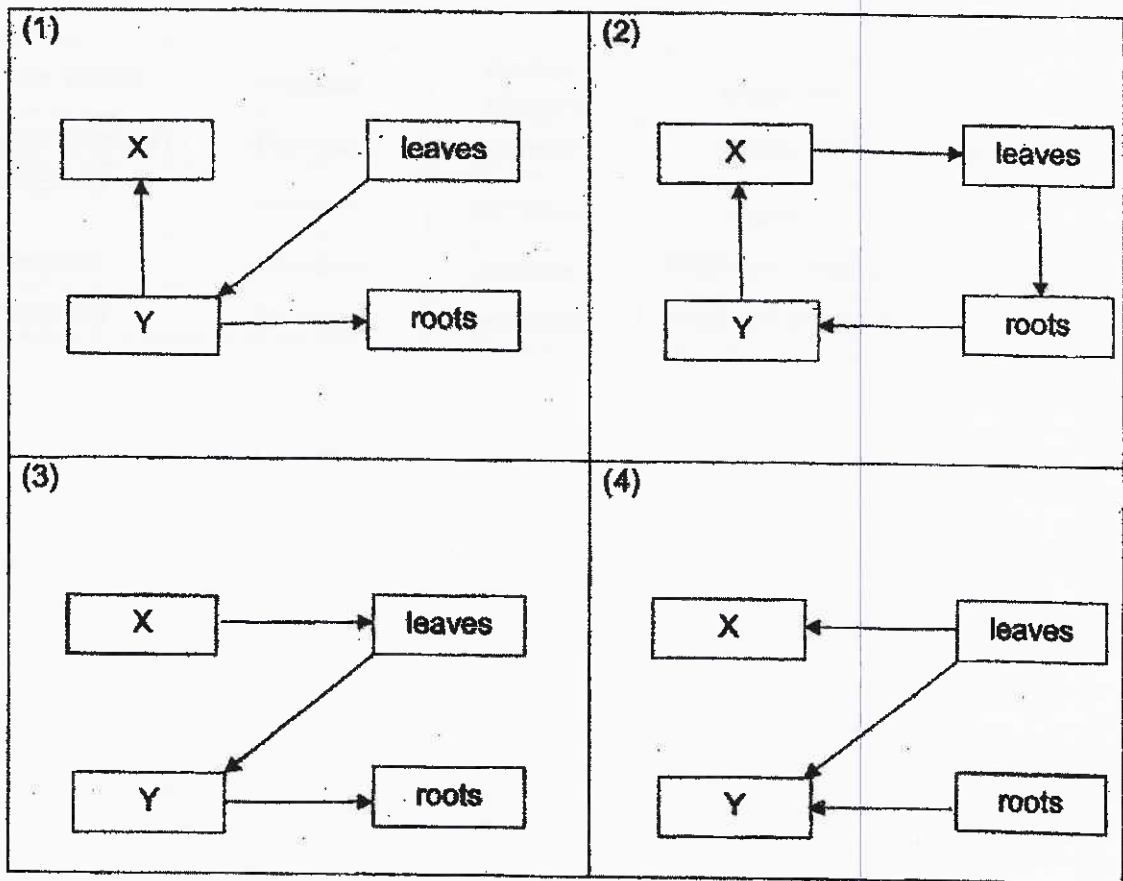 (1)
X
leaves
Y
roots
(2)
X
leaves
Y
roots
(3)
X
leaves
Y
roots
(4)
X
leaves
Y
roots